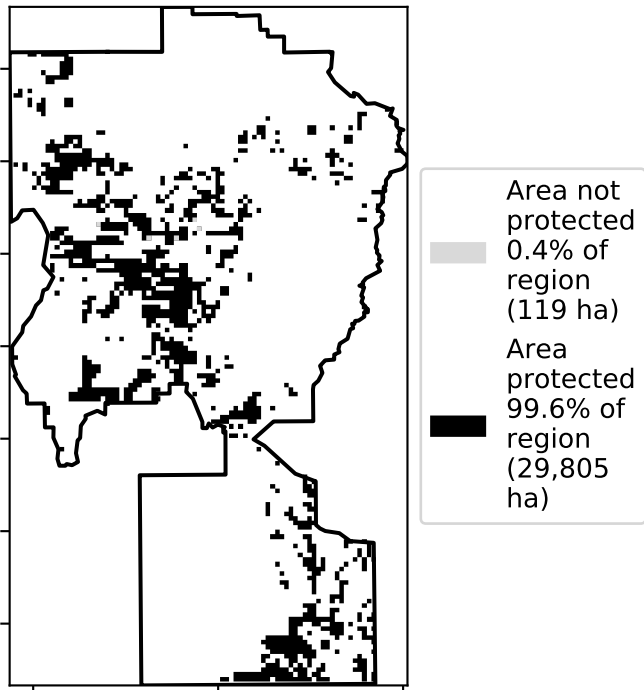 Area not
protected
0.4% of
region
(119 ha)
Area
protected
99.6% of
region
(29,805
ha)